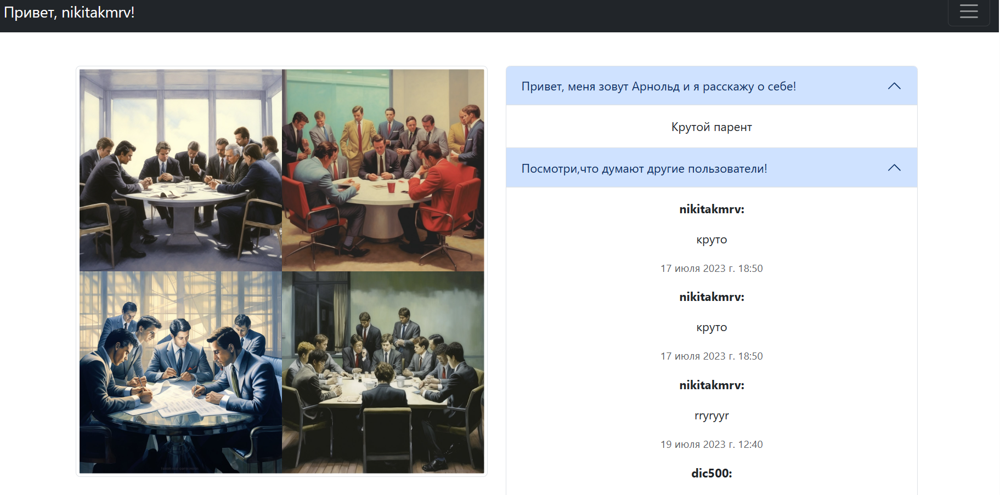 Привет, nikitakmrv!
Привет, меня зовут Арнольд и я расскажу о себе!
Крутой парент
Посмотри,что думают другие пользователи!
nikitakmrv:
круто
17 июля 2023 г. 18:50
nikitakmrv:
круто
17 июля 2023 г. 18:50
nikitakmrv:
rryryyr
19 июля 2023 г. 12:40
dic500: